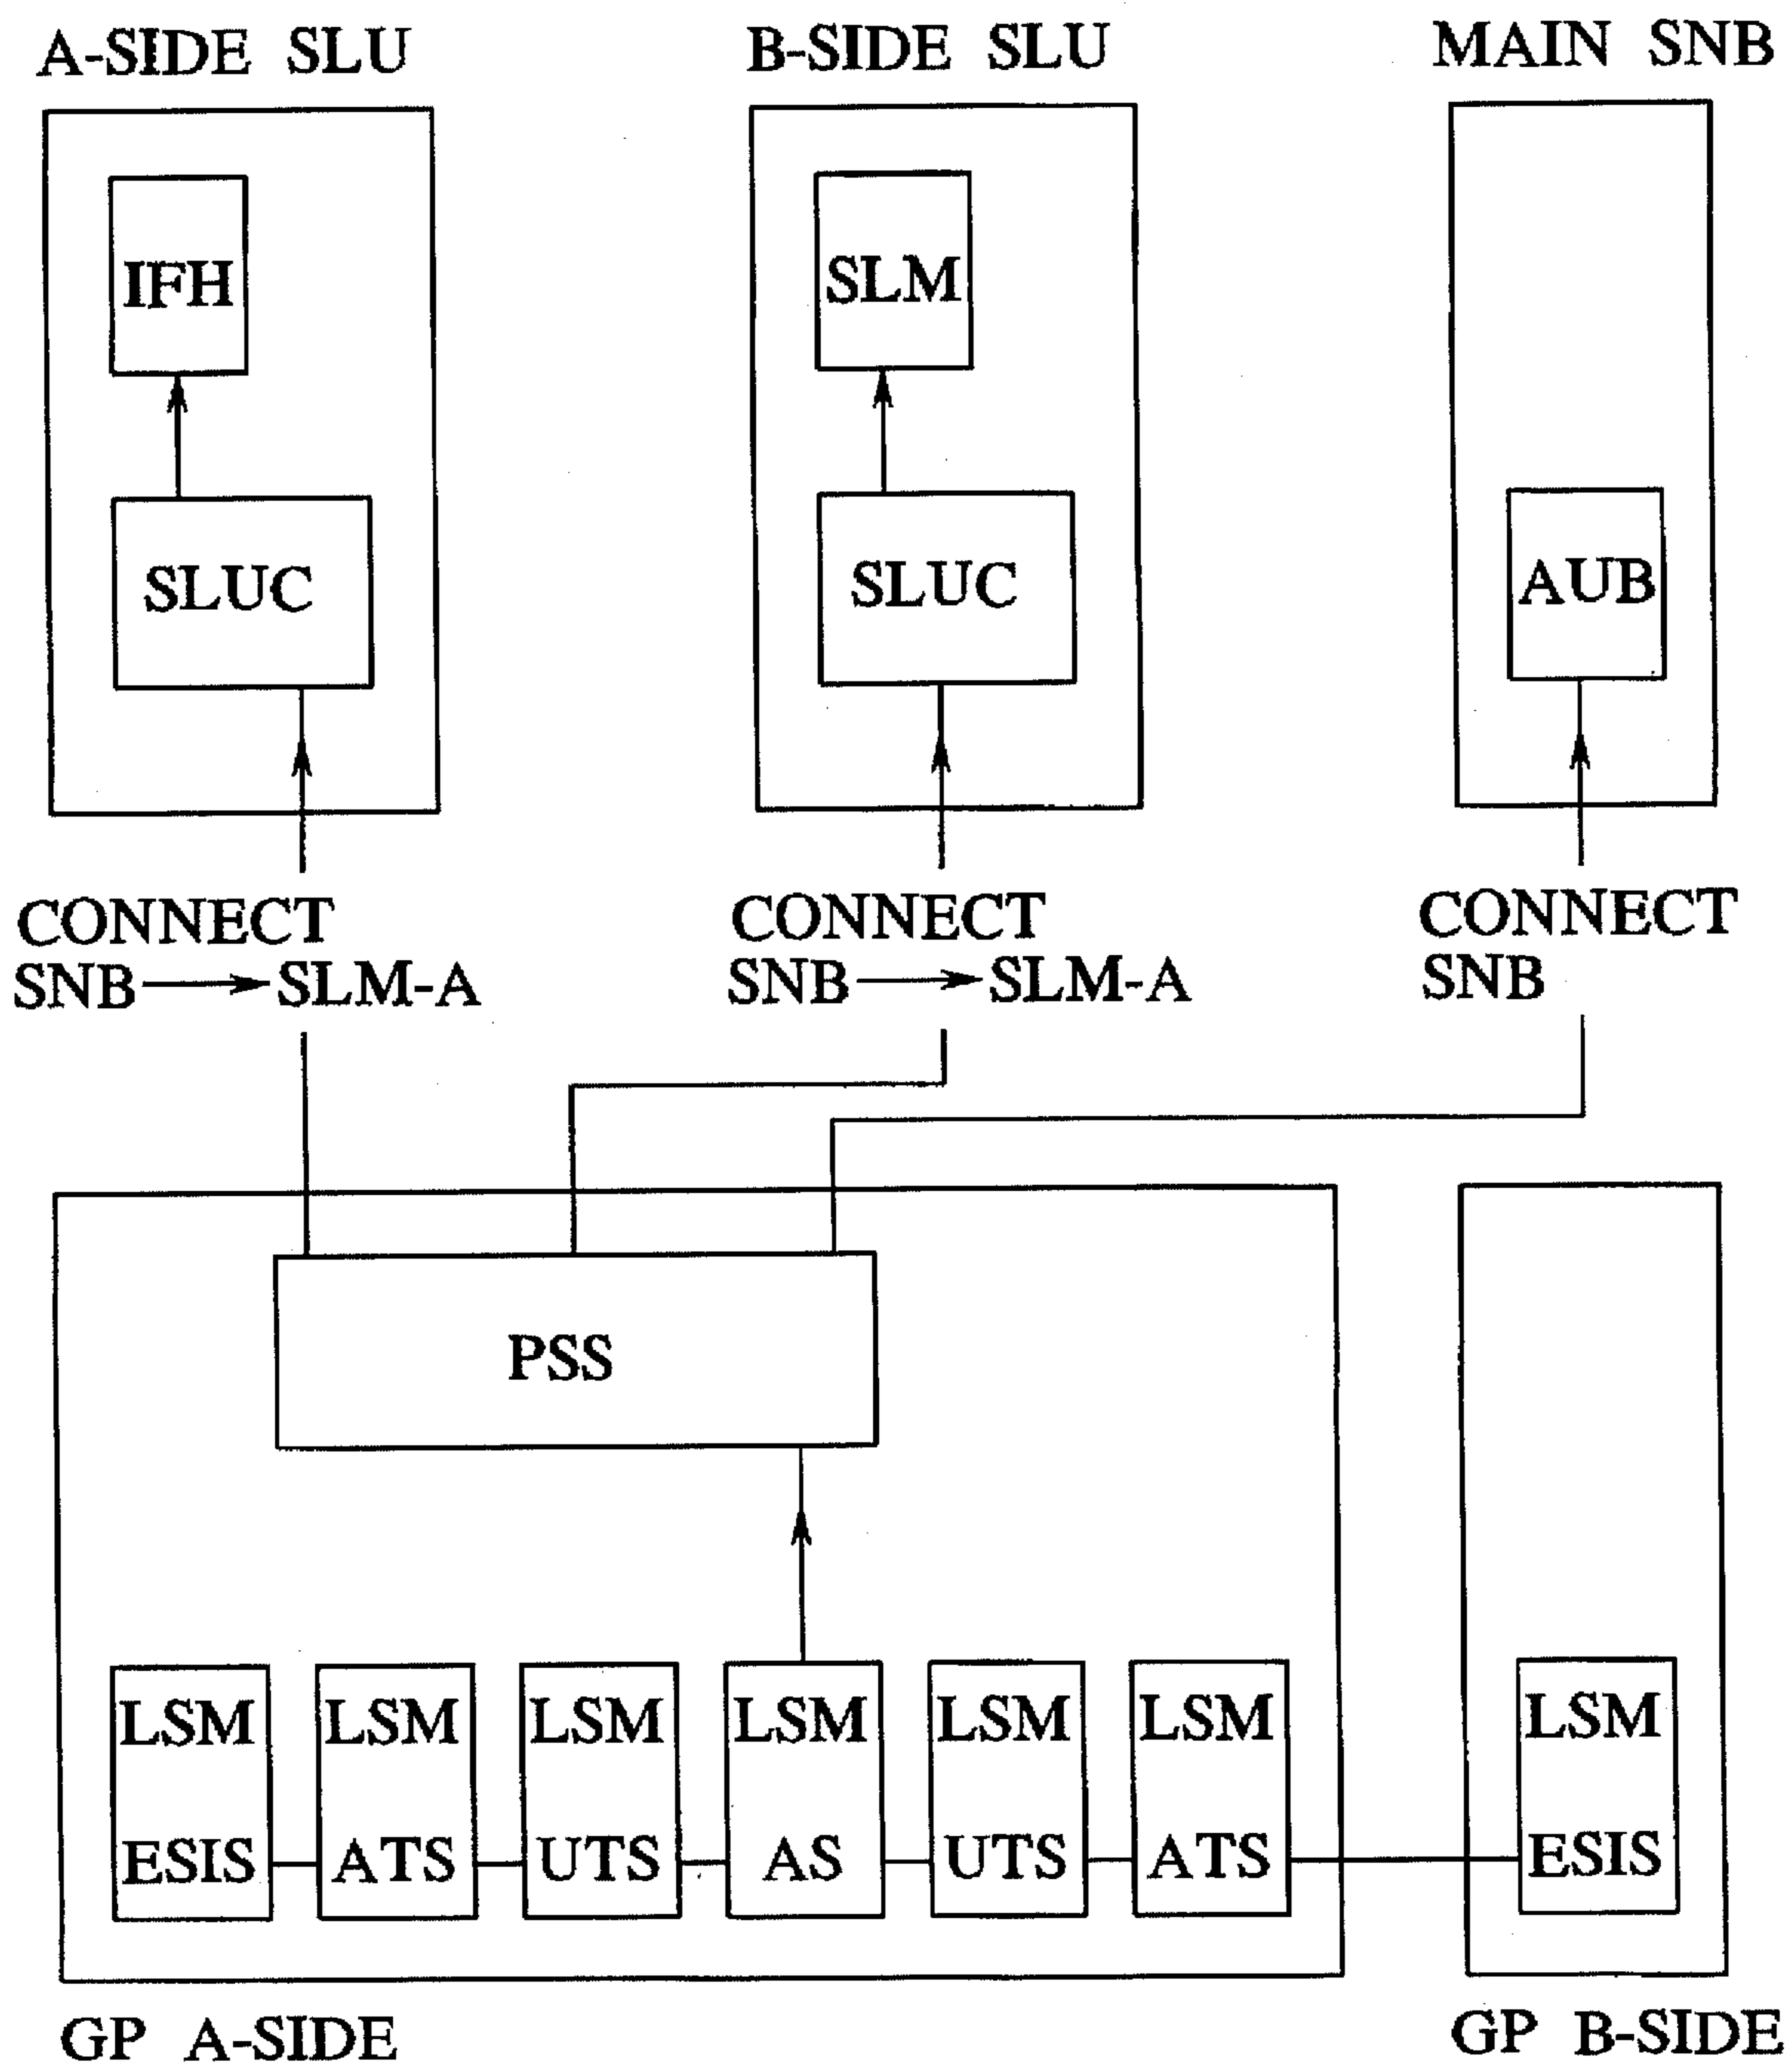 A-SIDE SLU
B-SIDE SLU
MAIN SNB
IFH
SLM
SLUC
SLUC
AUB
CONNECT
SNB → SLM-A
CONNECT
SNB → SLM-A
CONNECT
SNB
PSS
LSM
ESIS
LSM
ATS
LSM
UTS
LSM
AS
LSM
UTS
LSM
ATS
LSM
ESIS
GP A-SIDE
GP B-SIDE